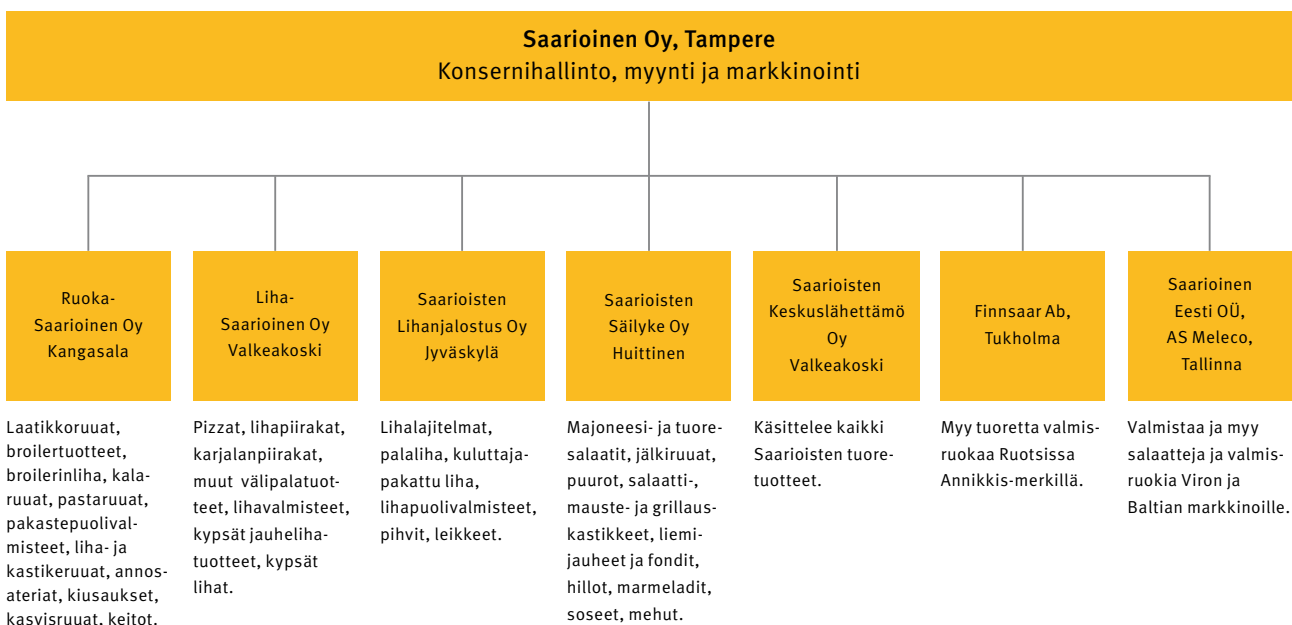 Saarioinen Oy, Tampere
Konsernihallinto, myynti ja markkinointi
Ruoka-
Saarioinen Oy
Kangasala
Laatikkoruuat,
broilertuotteet,
broilerinliha, kala-
ruuat, pastaruuat,
pakastepuolival-
misteet, liha- ja
kastikeruuat, annos-
ateriat, kiusaukset,
kasvisruuat, keitot.
Liha-
Saarioinen Oy
Valkeakoski
Pizzat, lihapiirakat,
karjalanpiirakat,
muut välipalatuot-
teet, lihavalmisteet,
kypsät jauheliha-
tuotteet, kypsät
lihat.
Saarioisten
Lihanjalostus Oy
Jyväskylä
Lihalajitelmat,
palaliha, kuluttaja-
pakattu liha,
lihapuolivalmisteet,
pihvit, leikkeet.
Saarioisten
Säilyke Oy
Huittinen
Majoneesi- ja tuore-
salaatit, jälkiruuat,
puurot, salaatti-,
mauste- ja grillaus-
kastikkeet, liemi-
jauheet ja fondit,
hillot, marmeladit,
soseet, mehut.
Saarioisten
Keskuslähettämö
Oy
Valkeakoski
Käsittelee kaikki
Saarioisten tuore-
tuotteet.
Finnsaar Ab,
Tukholma
Myy tuoretta valmis-
ruokaa Ruotsissa
Annikkis-merkillä.
Saarioinen
Eesti OÜ,
AS Meleco,
Tallinna
Valmistaa ja myy
salaatteja ja valmis-
ruokia Viron ja
Baltian markkinoille.